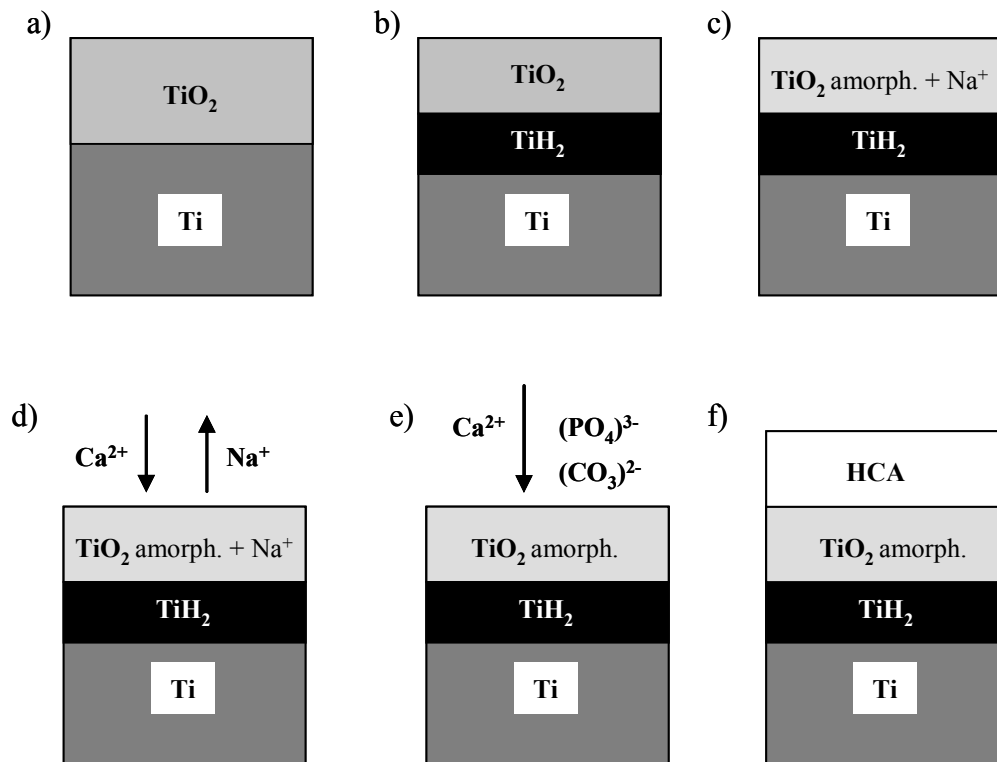 a)
TiO₂
Ti
b)
TiO₂
TiH₂
Ti
c)
TiO₂ amorph. + Na⁺
TiH₂
Ti
d)
Ca²⁺
Na⁺
TiO₂ amorph. + Na⁺
TiH₂
Ti
e)
Ca²⁺
(PO₄)³⁻
(CO₃)²⁻
TiO₂ amorph.
TiH₂
Ti
f)
HCA
TiO₂ amorph.
TiH₂
Ti